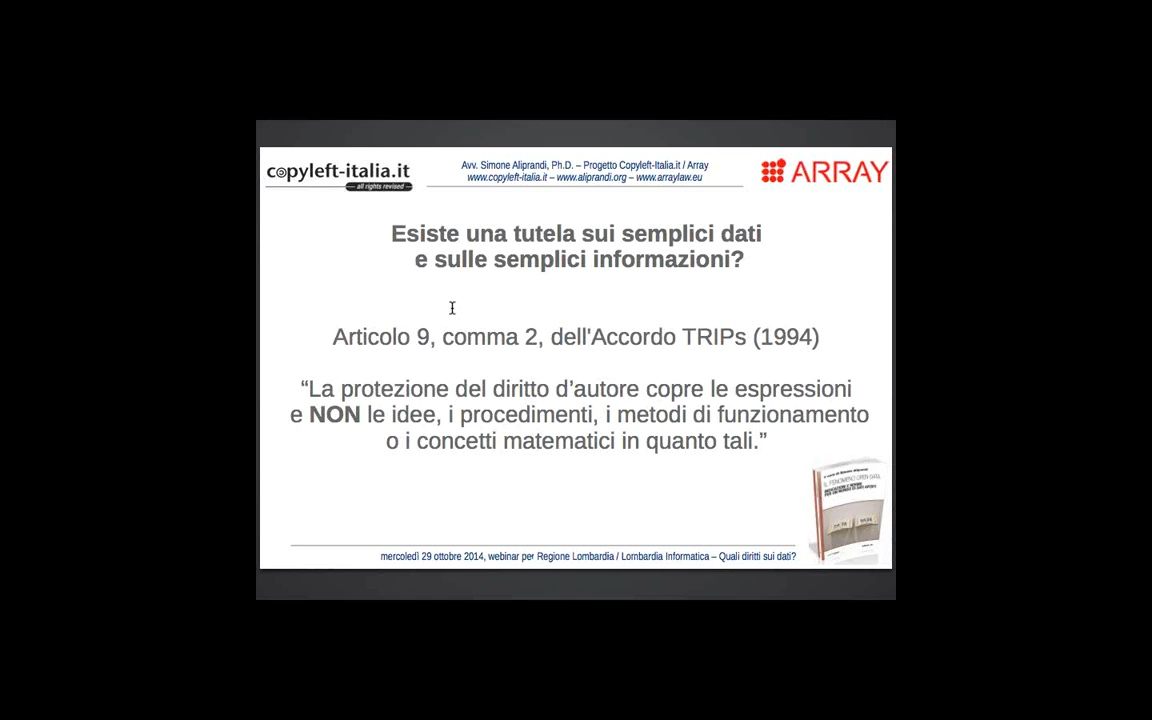 copyleft-italia.it
all rights revised
Avv. Simone Aliprandi, Ph.D. – Progetto Copyleft-Italia.it / Array
www.copyleft-italia.it – www.aliprandi.org – www.arraylaw.eu
ARRAY
Esiste una tutela sui semplici dati
e sulle semplici informazioni?
Articolo 9, comma 2, dell'Accordo TRIPs (1994)
“La protezione del diritto d’autore copre le espressioni
e NON le idee, i procedimenti, i metodi di funzionamento
o i concetti matematici in quanto tali.”
IL FENOMENO OPEN DATA
mercoledì 29 ottobre 2014, webinar per Regione Lombardia / Lombardia Informatica – Quali diritti sui dati?